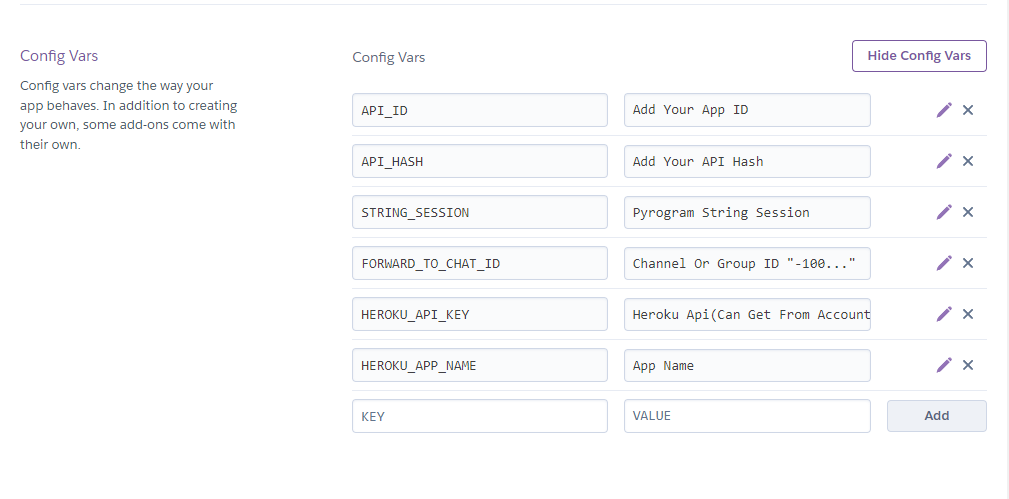 Config Vars
Config vars change the way your
app behaves. In addition to creating
your own, some add-ons come with
their own.
Config Vars
Hide Config Vars
API_ID
Add Your App ID
API_HASH
Add Your API Hash
STRING_SESSION
Pyrogram String Session
FORWARD_TO_CHAT_ID
Channel Or Group ID "-100..."
HEROKU_API_KEY
Heroku Api(Can Get From Account
HEROKU_APP_NAME
App Name
KEY
VALUE
Add